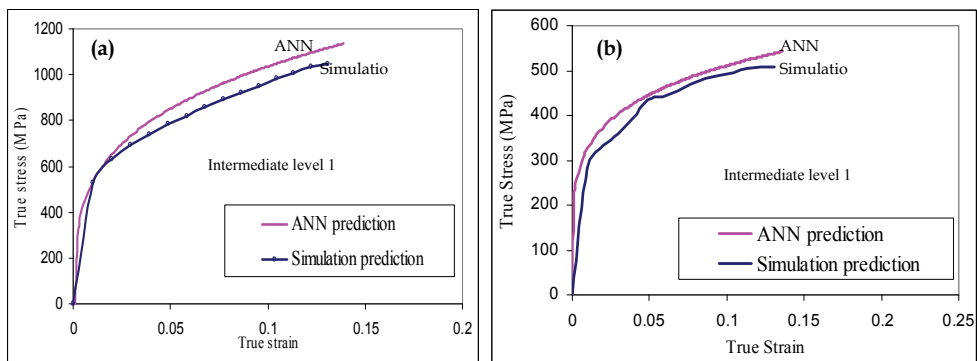 (a)
True stress (M Pa)
1200
1000
800
600
400
200
0
ANN
Simulatio
Intermediate level 1
ANN prediction
Simulation prediction
0
0.05
0.1
0.15
0.2
True strain
(b)
True Stress (MPa)
600
500
400
300
200
100
0
ANN
Simulatio
Intermediate level 1
ANN prediction
Simulation prediction
0
0.05
0.1
0.15
0.2
0.25
True Strain